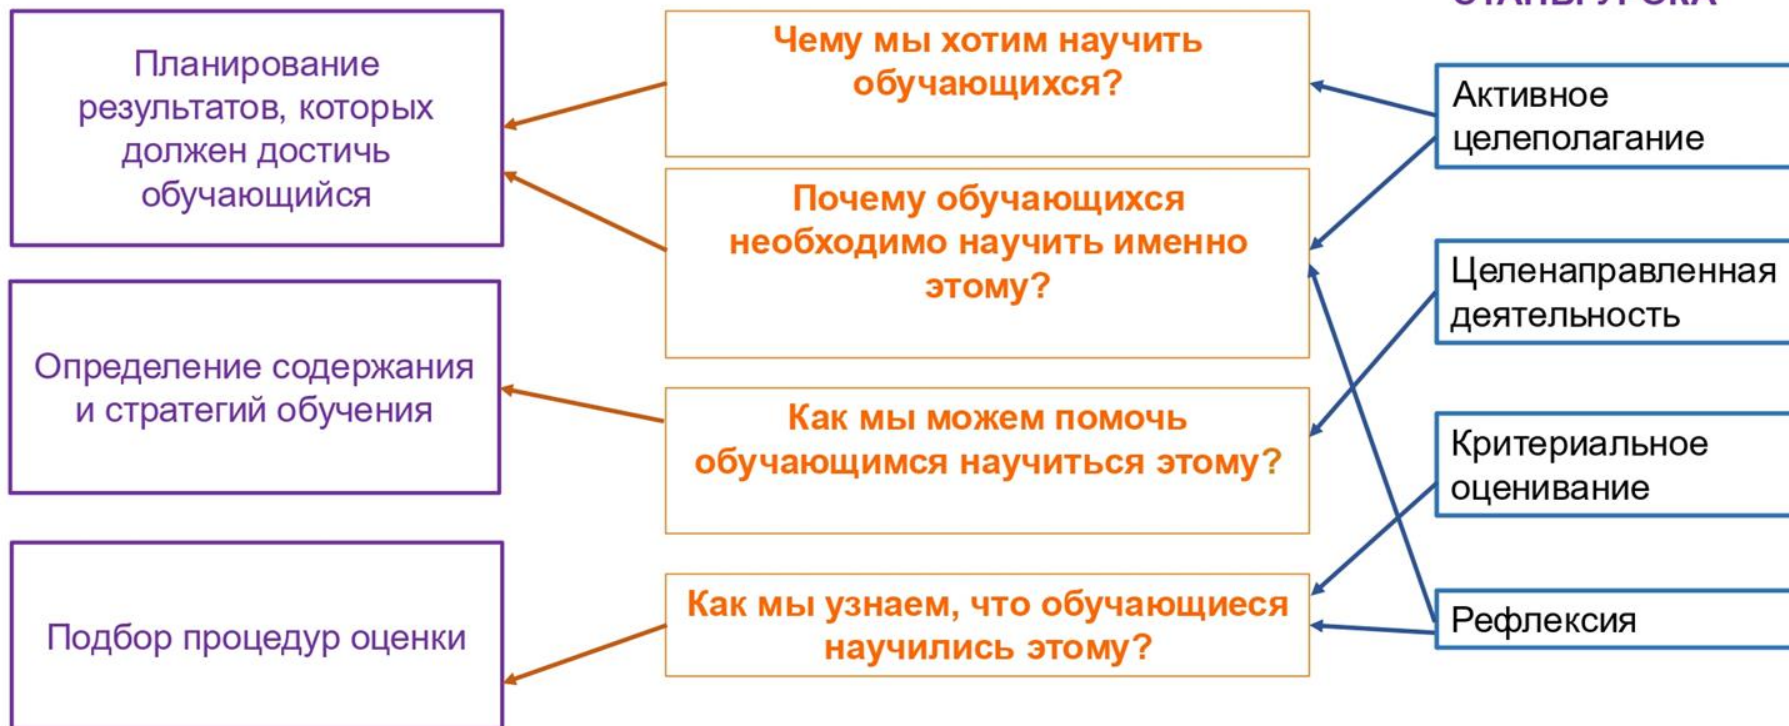 Планирование
результатов, которых
должен достичь
обучающийся
Определение содержания
и стратегий обучения
Подбор процедур оценки
Чему мы хотим научить
обучающихся?
Почему обучающихся
необходимо научить именно
этому?
Как мы можем помочь
обучающимся научиться этому?
Как мы узнаем, что обучающиеся
научились этому?
Активное
целеполагание
Целенаправленная
деятельность
Критериальное
оценивание
Рефлексия